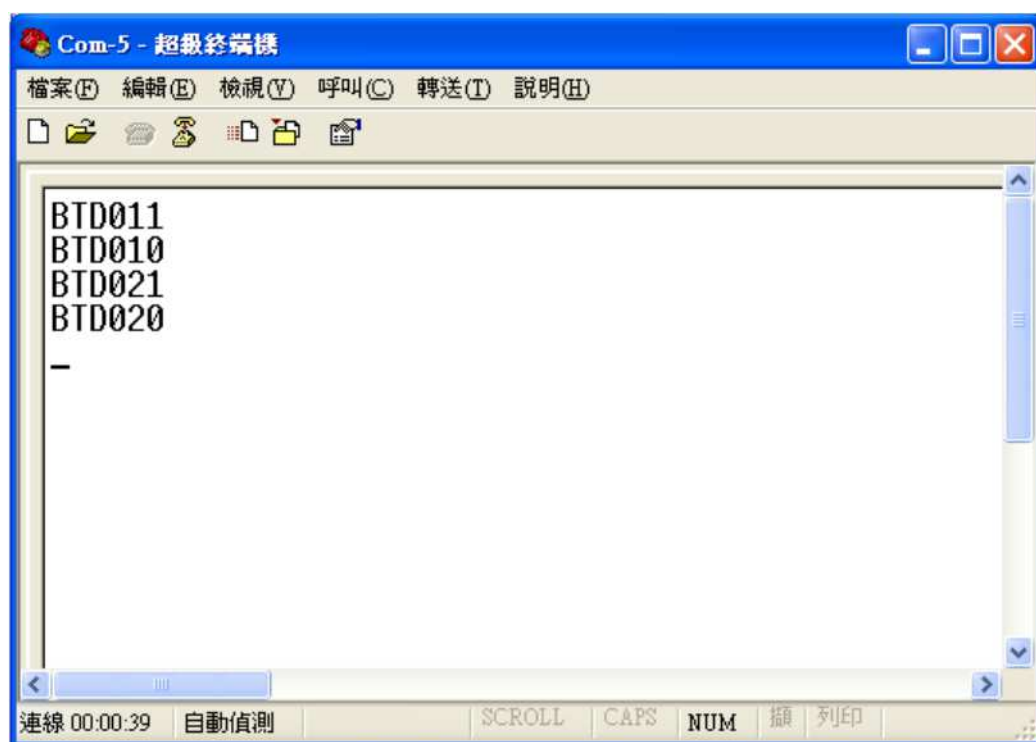 Com-5 - 超級終端機
檔案(F) 編輯(E) 檢視(V) 呼叫(C) 轉送(T) 說明(H)
BTD011
BTD010
BTD021
BTD020
_
連線 00:00:39 自動偵測 SCROLL CAPS NUM 擷 列印